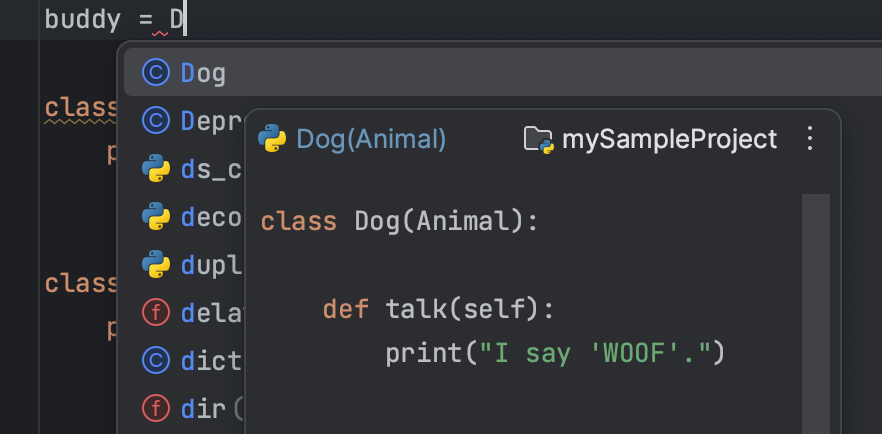 buddy = D
Dog
class
Depr
Dog(Animal)
mySampleProject
ds_c
deco
class Dog(Animal):
dupl
class
def talk(self):
dela
print("I say 'WOOF'.")
dict
dir(